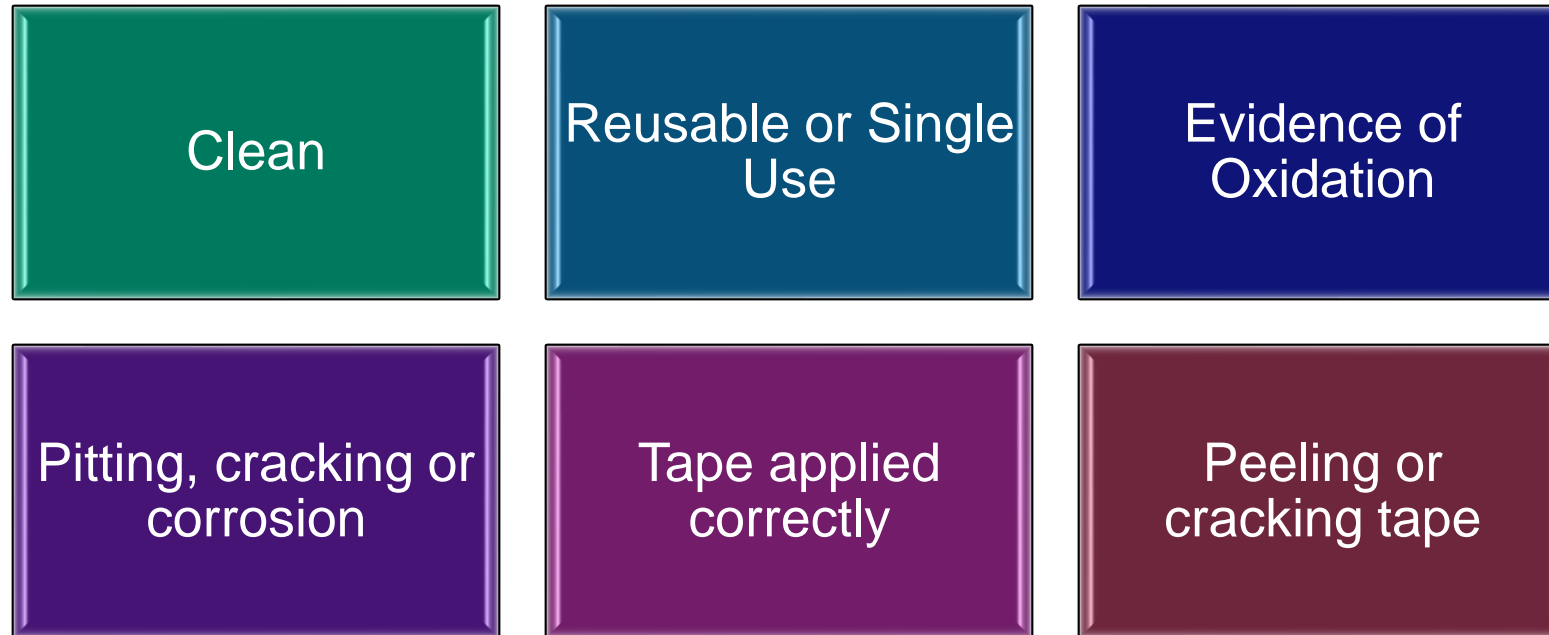 Clean
Reusable or Single
Use
Evidence of
Oxidation
Pitting, cracking or
corrosion
Tape applied
correctly
Peeling or
cracking tape